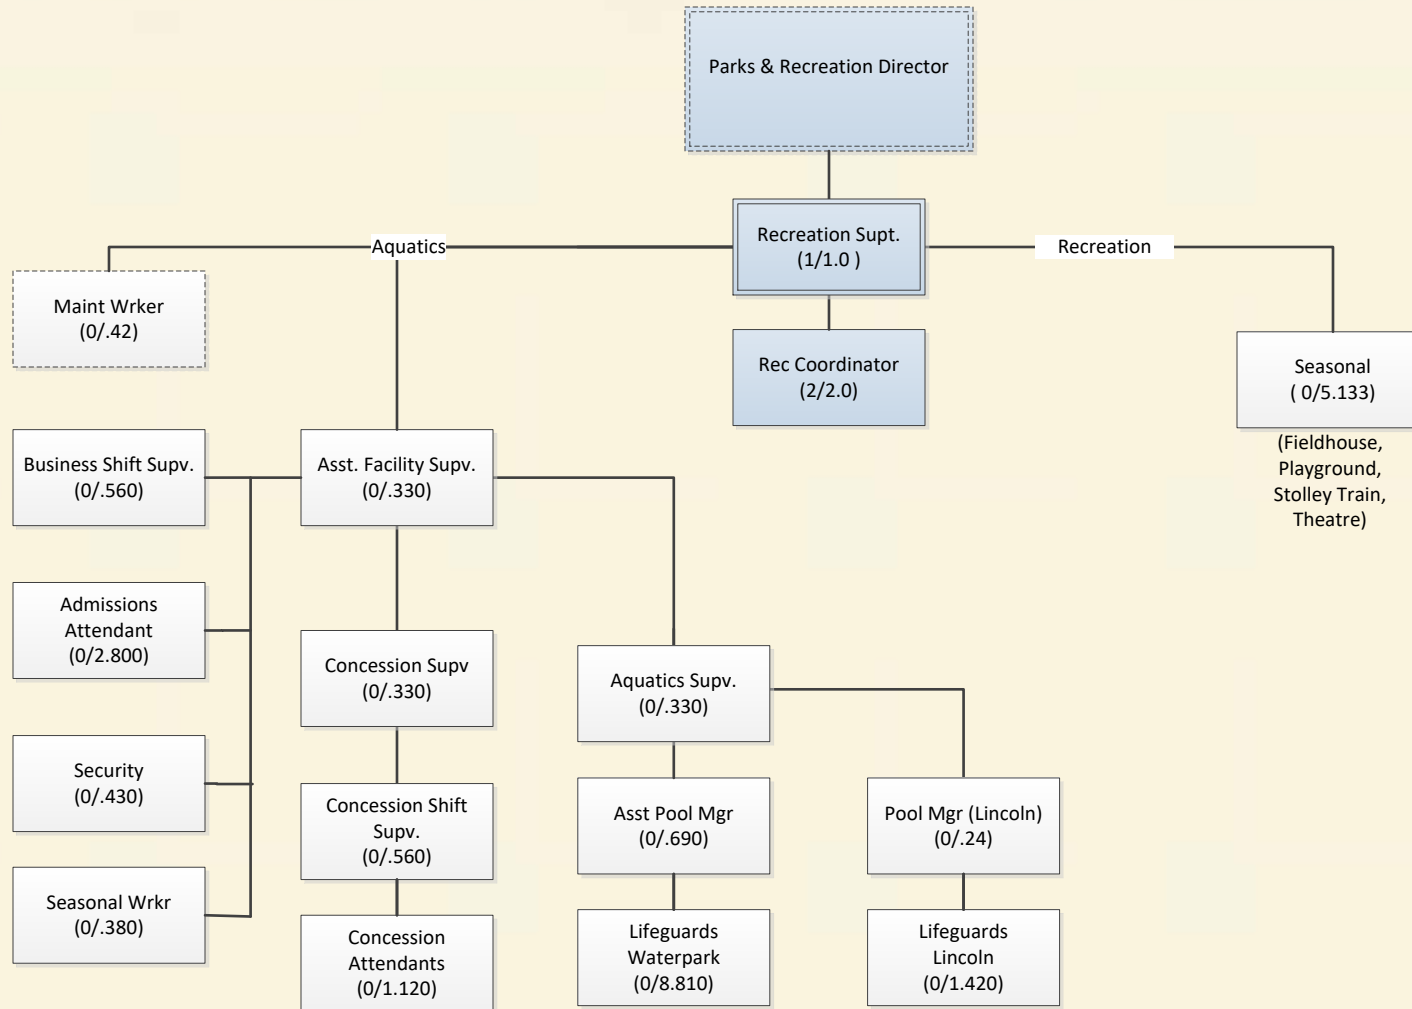 Parks & Recreation Director
Recreation Supt.
(1/1.0 )
Aquatics
Recreation
Maint Wrker
(0/.42)
Rec Coordinator
(2/2.0)
Seasonal
( 0/5.133)
(Fieldhouse,
Playground,
Stolley Train,
Theatre)
Business Shift Supv.
(0/.560)
Asst. Facility Supv.
(0/.330)
Admissions
Attendant
(0/2.800)
Concession Supv
(0/.330)
Aquatics Supv.
(0/.330)
Security
(0/.430)
Concession Shift
Supv.
(0/.560)
Asst Pool Mgr
(0/.690)
Pool Mgr (Lincoln)
(0/.24)
Seasonal Wrkr
(0/.380)
Concession
Attendants
(0/1.120)
Lifeguards
Waterpark
(0/8.810)
Lifeguards
Lincoln
(0/1.420)